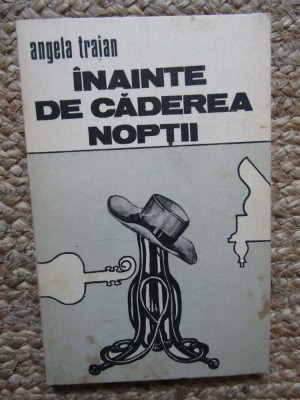 angela traian
ÎNAINTE
DE CĂDEREA
NOPȚII